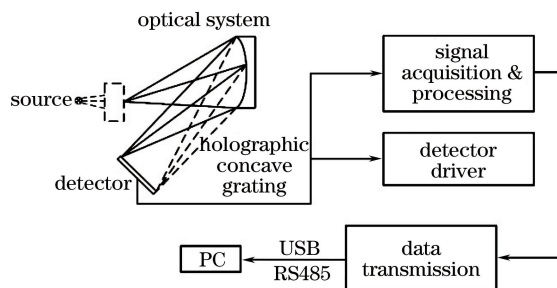 optical system
source
signal
acquisition &
processing
holographic
concave
grating
detector
detector
driver
PC
USB
RS485
data
transmission